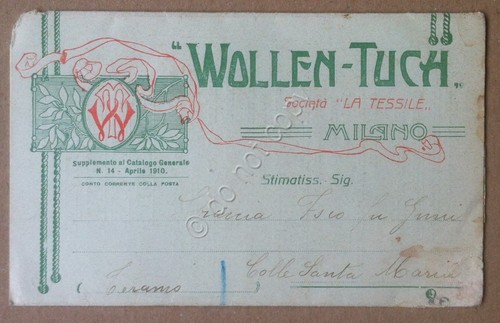 "WOLLEN-TUCH"
Società "LA TESSILE"
MILANO
Supplemento al Catalogo Generale
N. 14 - Aprile 1910.
CONTO CORRENTE COLLA POSTA
Stimatiss. Sig.
Colle Santa Maria
(Teramo)